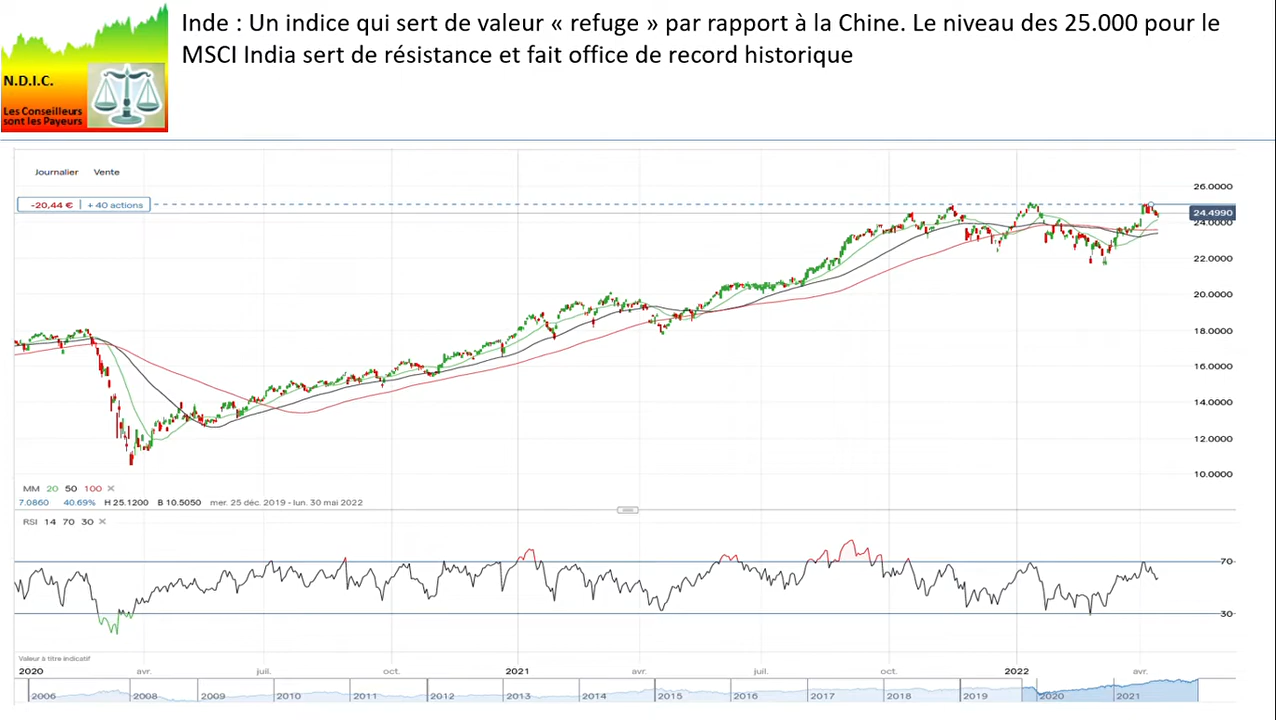 Inde : Un indice qui sert de valeur « refuge » par rapport à la Chine. Le niveau des 25.000 pour le
MSCI India sert de résistance et fait office de record historique
N.D.I.C.
Les Conseilleurs
sont les Payeurs
Journalier Vente
-20,44 € + 40 actions
26.0000
24.4990
24.0000
22.0000
20.0000
18.0000
16.0000
14.0000
12.0000
10.0000
MM 20 50 100 ×
7.0860 40.69% H 25.1200 B 10.5050 mer. 25 déc. 2019 - lun. 30 mai 2022
RSI 14 70 30 ×
70
30
Valeur à titre indicatif
2020 avr. juil. oct. 2021 avr. juil. oct. 2022 avr.
2006 2008 2009 2010 2011 2012 2013 2014 2015 2016 2017 2018 2019 2020 2021